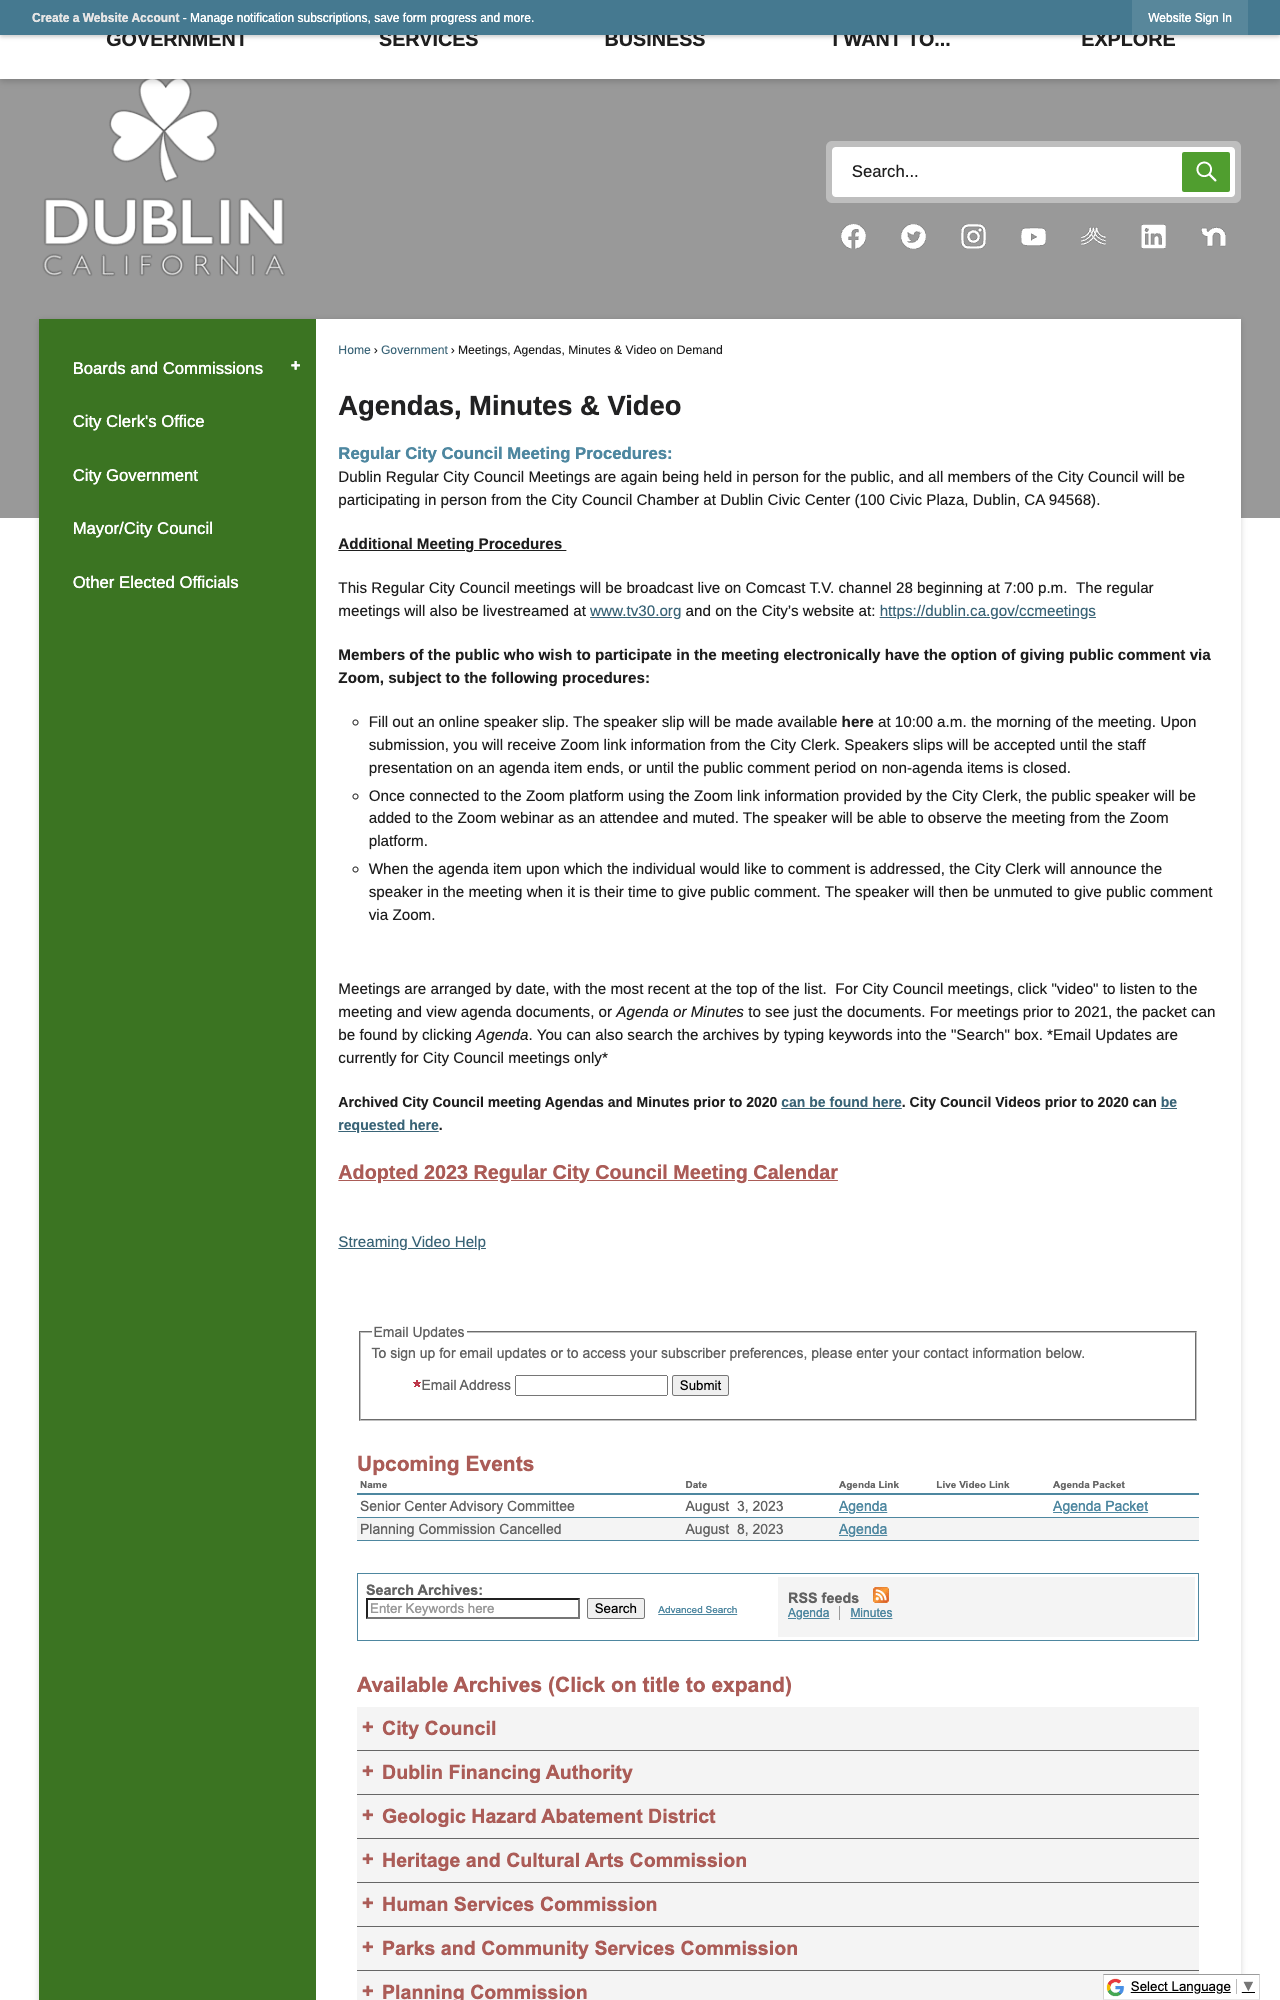 Create a Website Account - Manage notification subscriptions, save form progress and more.
Website Sign In
GOVERNMENT
SERVICES
BUSINESS
I WANT TO...
EXPLORE
DUBLIN
CALIFORNIA
Search...
Boards and Commissions
City Clerk's Office
City Government
Mayor/City Council
Other Elected Officials
Home › Government › Meetings, Agendas, Minutes & Video on Demand
Agendas, Minutes & Video
Regular City Council Meeting Procedures:
Dublin Regular City Council Meetings are again being held in person for the public, and all members of the City Council will be
participating in person from the City Council Chamber at Dublin Civic Center (100 Civic Plaza, Dublin, CA 94568).
Additional Meeting Procedures
This Regular City Council meetings will be broadcast live on Comcast T.V. channel 28 beginning at 7:00 p.m. The regular
meetings will also be livestreamed at www.tv30.org and on the City's website at: https://dublin.ca.gov/ccmeetings
Members of the public who wish to participate in the meeting electronically have the option of giving public comment via
Zoom, subject to the following procedures:
Fill out an online speaker slip. The speaker slip will be made available here at 10:00 a.m. the morning of the meeting. Upon
submission, you will receive Zoom link information from the City Clerk. Speakers slips will be accepted until the staff
presentation on an agenda item ends, or until the public comment period on non-agenda items is closed.
Once connected to the Zoom platform using the Zoom link information provided by the City Clerk, the public speaker will be
added to the Zoom webinar as an attendee and muted. The speaker will be able to observe the meeting from the Zoom
platform.
When the agenda item upon which the individual would like to comment is addressed, the City Clerk will announce the
speaker in the meeting when it is their time to give public comment. The speaker will then be unmuted to give public comment
via Zoom.
Meetings are arranged by date, with the most recent at the top of the list. For City Council meetings, click "video" to listen to the
meeting and view agenda documents, or Agenda or Minutes to see just the documents. For meetings prior to 2021, the packet can
be found by clicking Agenda. You can also search the archives by typing keywords into the "Search" box. *Email Updates are
currently for City Council meetings only*
Archived City Council meeting Agendas and Minutes prior to 2020 can be found here. City Council Videos prior to 2020 can be
requested here.
Adopted 2023 Regular City Council Meeting Calendar
Streaming Video Help
Email Updates
To sign up for email updates or to access your subscriber preferences, please enter your contact information below.
*Email Address
Submit
Upcoming Events
Name Date Agenda Link Live Video Link Agenda Packet
Senior Center Advisory Committee August 3, 2023 Agenda Agenda Packet
Planning Commission Cancelled August 8, 2023 Agenda
Search Archives:
Enter Keywords here
Search
Advanced Search
RSS feeds
Agenda | Minutes
Available Archives (Click on title to expand)
+ City Council
+ Dublin Financing Authority
+ Geologic Hazard Abatement District
+ Heritage and Cultural Arts Commission
+ Human Services Commission
+ Parks and Community Services Commission
+ Planning Commission
Select Language ▼